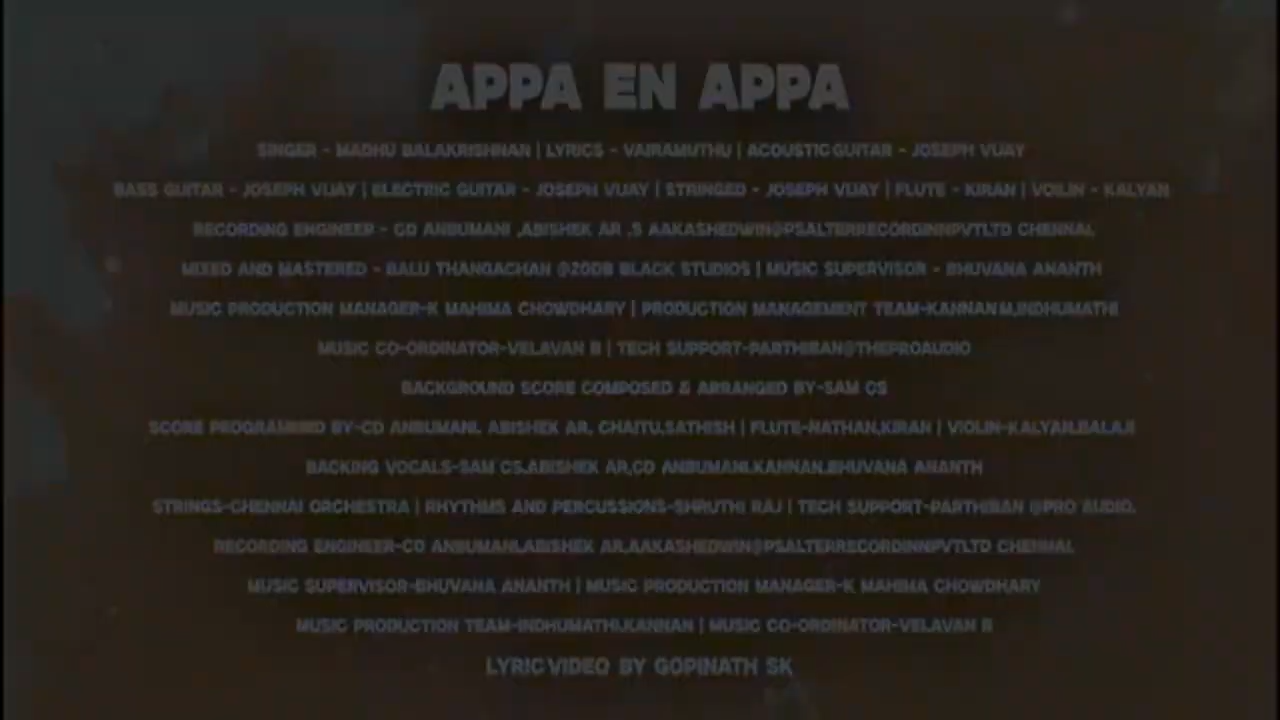 APPA EN APPA
SINGER - MADHU BALAKRISHNAN | LYRICS - VAIRAMUTHU | ACOUSTIC GUITAR - JOSEPH VIJAY
BASS GUITAR - JOSEPH VIJAY | ELECTRIC GUITAR - JOSEPH VIJAY | STRINGED - JOSEPH VIJAY | FLUTE - KIRAN | VOILIN - KALYAN
RECORDING ENGINEER - CD ANBUMANI ,ABISHEK AR ,S AAKASHEDWIN@PSALTERRECORDINNPVTLTD CHENNAI,
MIXED AND MASTERED - BALU THANGACHAN @20DB BLACK STUDIOS | MUSIC SUPERVISOR - BHUVANA ANANTH
MUSIC PRODUCTION MANAGER-K MAHIMA CHOWDHARY | PRODUCTION MANAGEMENT TEAM-KANNAN M,INDHUMATHI
MUSIC CO-ORDINATOR-VELAVAN B | TECH SUPPORT-PARTHIBAN@THEPROAUDIO
BACKGROUND SCORE COMPOSED & ARRANGED BY-SAM CS
SCORE PROGRAMMED BY-CD ANBUMANI, ABISHEK AR, CHAITU,SATHISH | FLUTE-NATHAN,KIRAN | VIOLIN-KALYAN,BALAJI
BACKING VOCALS-SAM CS,ABISHEK AR,CD ANBUMANI,KANNAN,BHUVANA ANANTH
STRINGS-CHENNAI ORCHESTRA | RHYTHMS AND PERCUSSIONS-SHRUTHI RAJ | TECH SUPPORT-PARTHIBAN @PRO AUDIO.
RECORDING ENGINEER-CD ANBUMANI,ABISHEK AR,AAKASHEDWIN@PSALTERRECORDINNPVTLTD CHENNAI,
MUSIC SUPERVISOR-BHUVANA ANANTH | MUSIC PRODUCTION MANAGER-K MAHIMA CHOWDHARY
MUSIC PRODUCTION TEAM-INDHUMATHI,KANNAN | MUSIC CO-ORDINATOR-VELAVAN B
LYRIC VIDEO BY GOPINATH SK